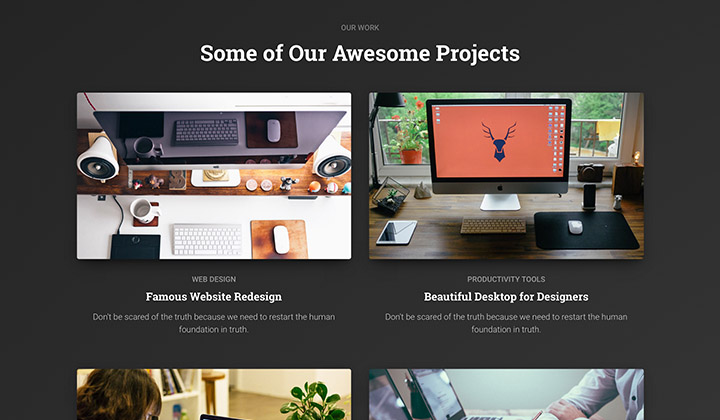 OUR WORK
Some of Our Awesome Projects
WEB DESIGN
Famous Website Redesign
Don't be scared of the truth because we need to restart the human
foundation in truth.
PRODUCTIVITY TOOLS
Beautiful Desktop for Designers
Don't be scared of the truth because we need to restart the human
foundation in truth.